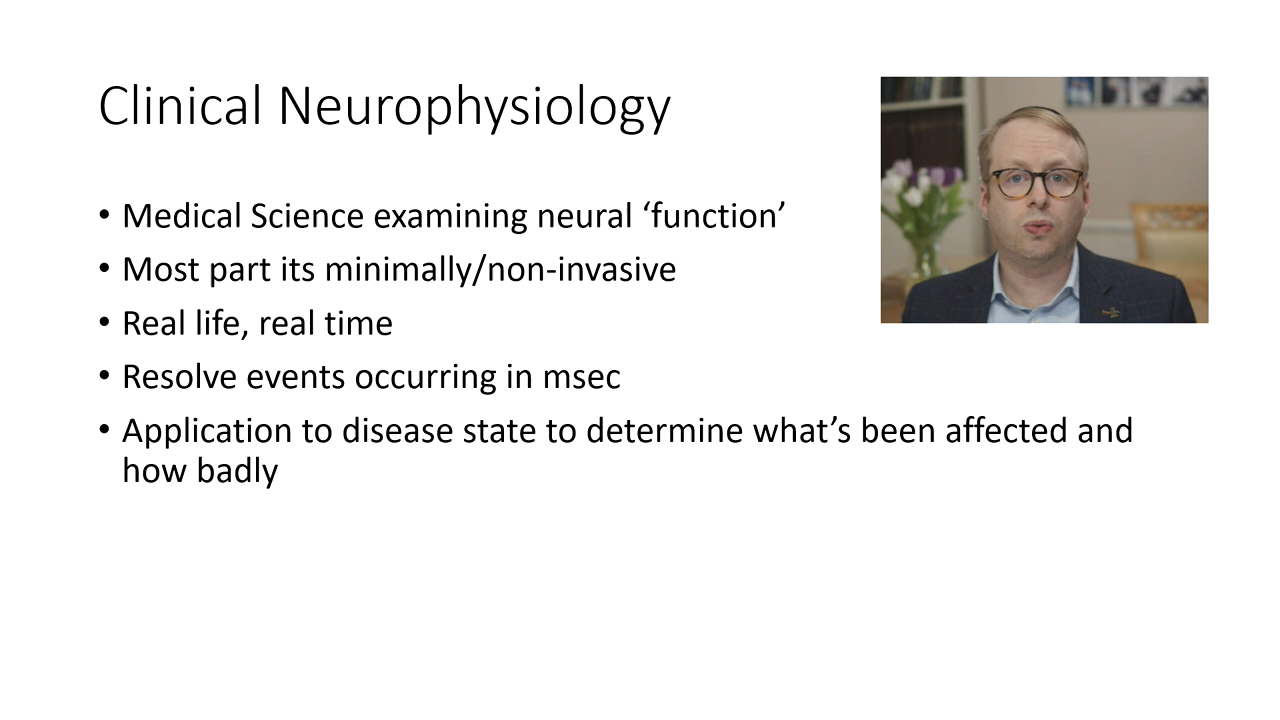 Clinical Neurophysiology
• Medical Science examining neural ‘function’
• Most part its minimally/non-invasive
• Real life, real time
• Resolve events occurring in msec
• Application to disease state to determine what’s been affected and
how badly